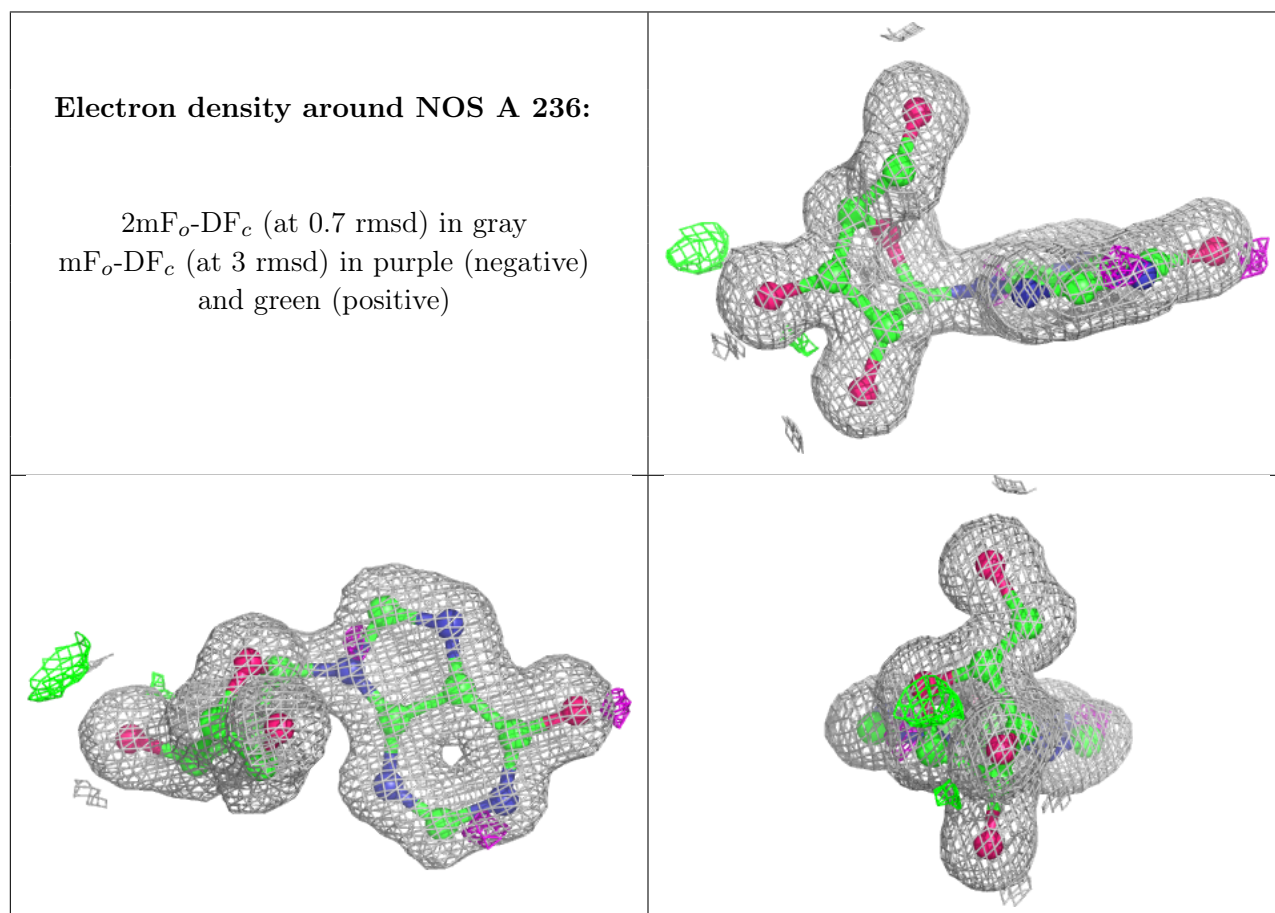 Electron density around NOS A 236:
2mFo-DFc (at 0.7 rmsd) in gray
mFo-DFc (at 3 rmsd) in purple (negative)
and green (positive)